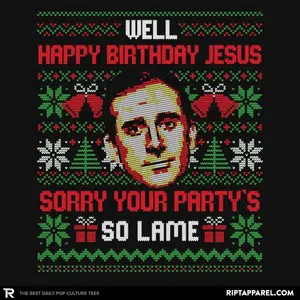 WELL
HAPPY BIRTHDAY JESUS
SORRY YOUR PARTY`S
SO LAME
R THE BEST DAILY POP CULTURE TEES
RIPTAPPAREL.COM